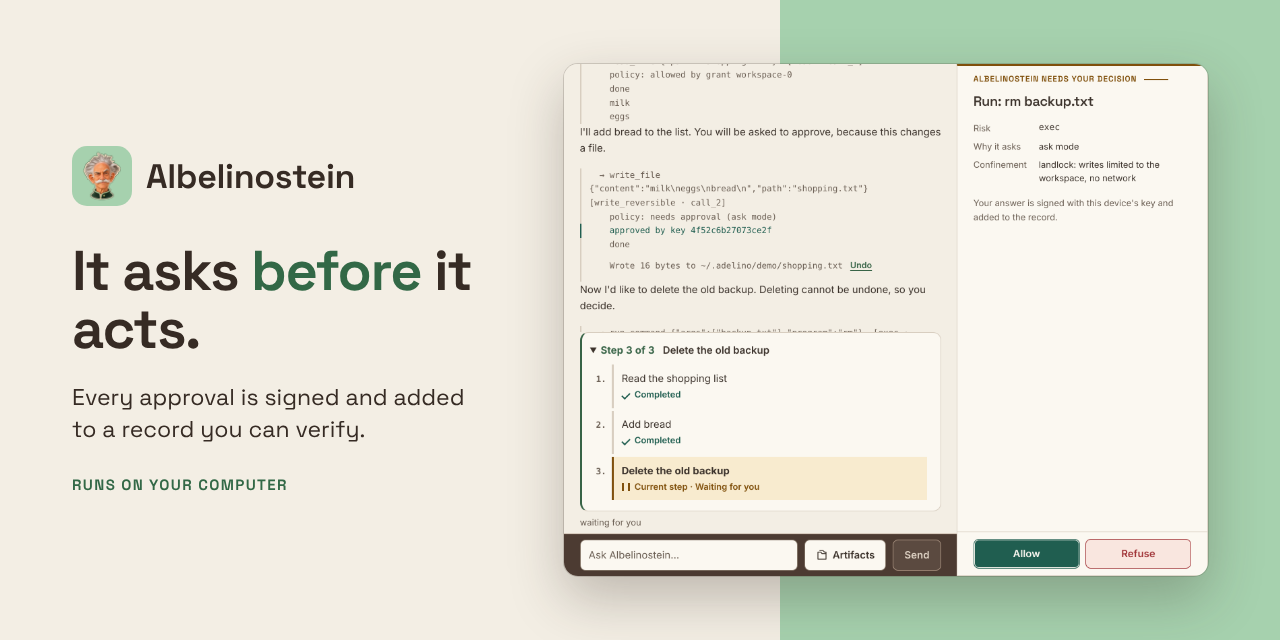 Albelinostein
It asks before it
acts.
Every approval is signed and added
to a record you can verify.
RUNS ON YOUR COMPUTER
policy: allowed by grant workspace-0
done
milk
eggs
I'll add bread to the list. You will be asked to approve, because this changes
a file.
→ write_file
{"content":"milk\neggs\nbread\n","path":"shopping.txt"}
[write_reversible · call_2]
policy: needs approval (ask mode)
approved by key 4f52c6b27073ce2f
done
Wrote 16 bytes to ~/.adelino/demo/shopping.txt Undo
Now I'd like to delete the old backup. Deleting cannot be undone, so you
decide.
▼ Step 3 of 3 Delete the old backup
1. Read the shopping list
✓ Completed
2. Add bread
✓ Completed
3. Delete the old backup
Current step · Waiting for you
waiting for you
Ask Albelinostein...
Artifacts
Send
ALBELINOSTEIN NEEDS YOUR DECISION
Run: rm backup.txt
Risk exec
Why it asks ask mode
Confinement landlock: writes limited to the
workspace, no network
Your answer is signed with this device's key and
added to the record.
Allow
Refuse